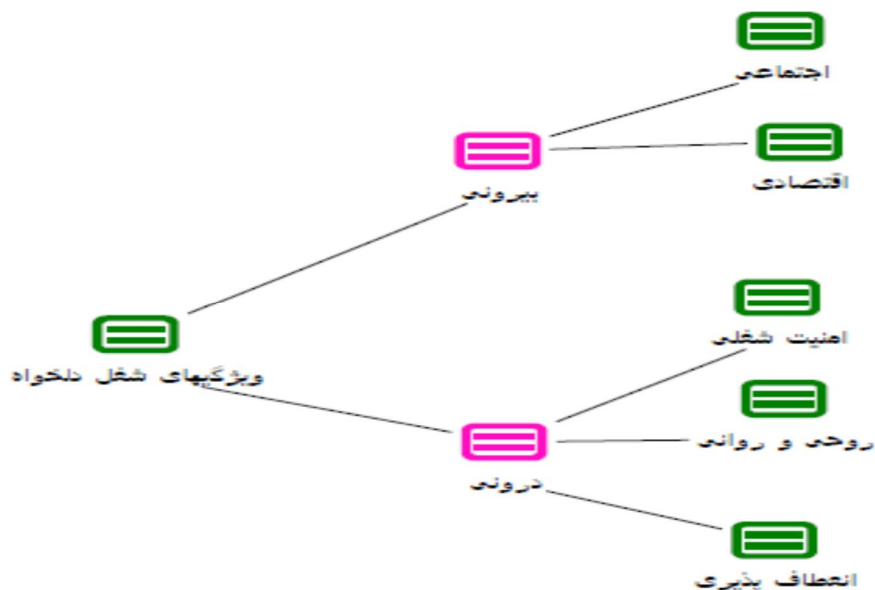 اجتماعی
بیرونی
اقتصادی
ویژگیهای شغل دلخواه
امنیت شغلی
روحی و روانی
درونی
انعطاف پذیری